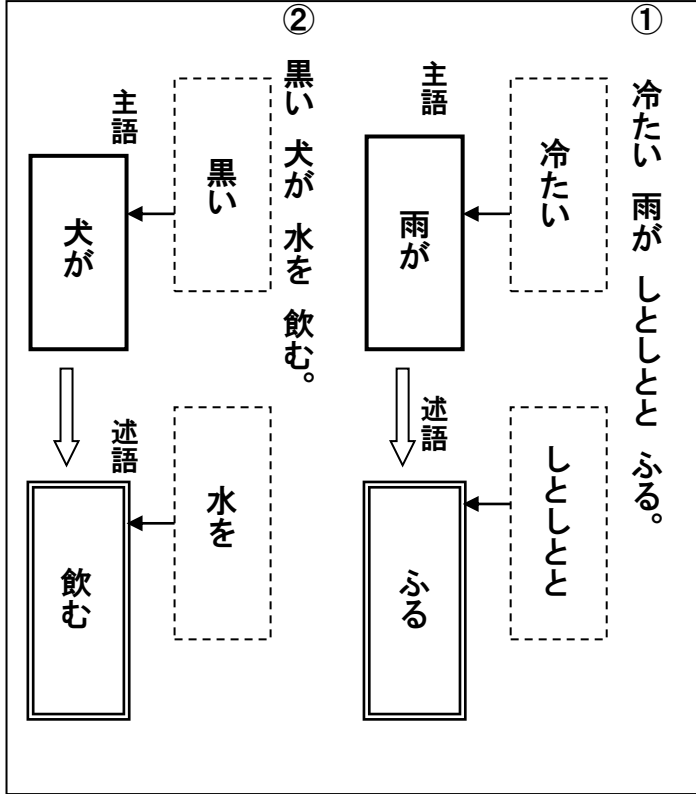 ①
冷たい 雨が しとしとと ふる。
冷たい
主語
雨が
しとしとと
述語
ふる
②
黒い 犬が 水を 飲む。
黒い
主語
犬が
水を
述語
飲む